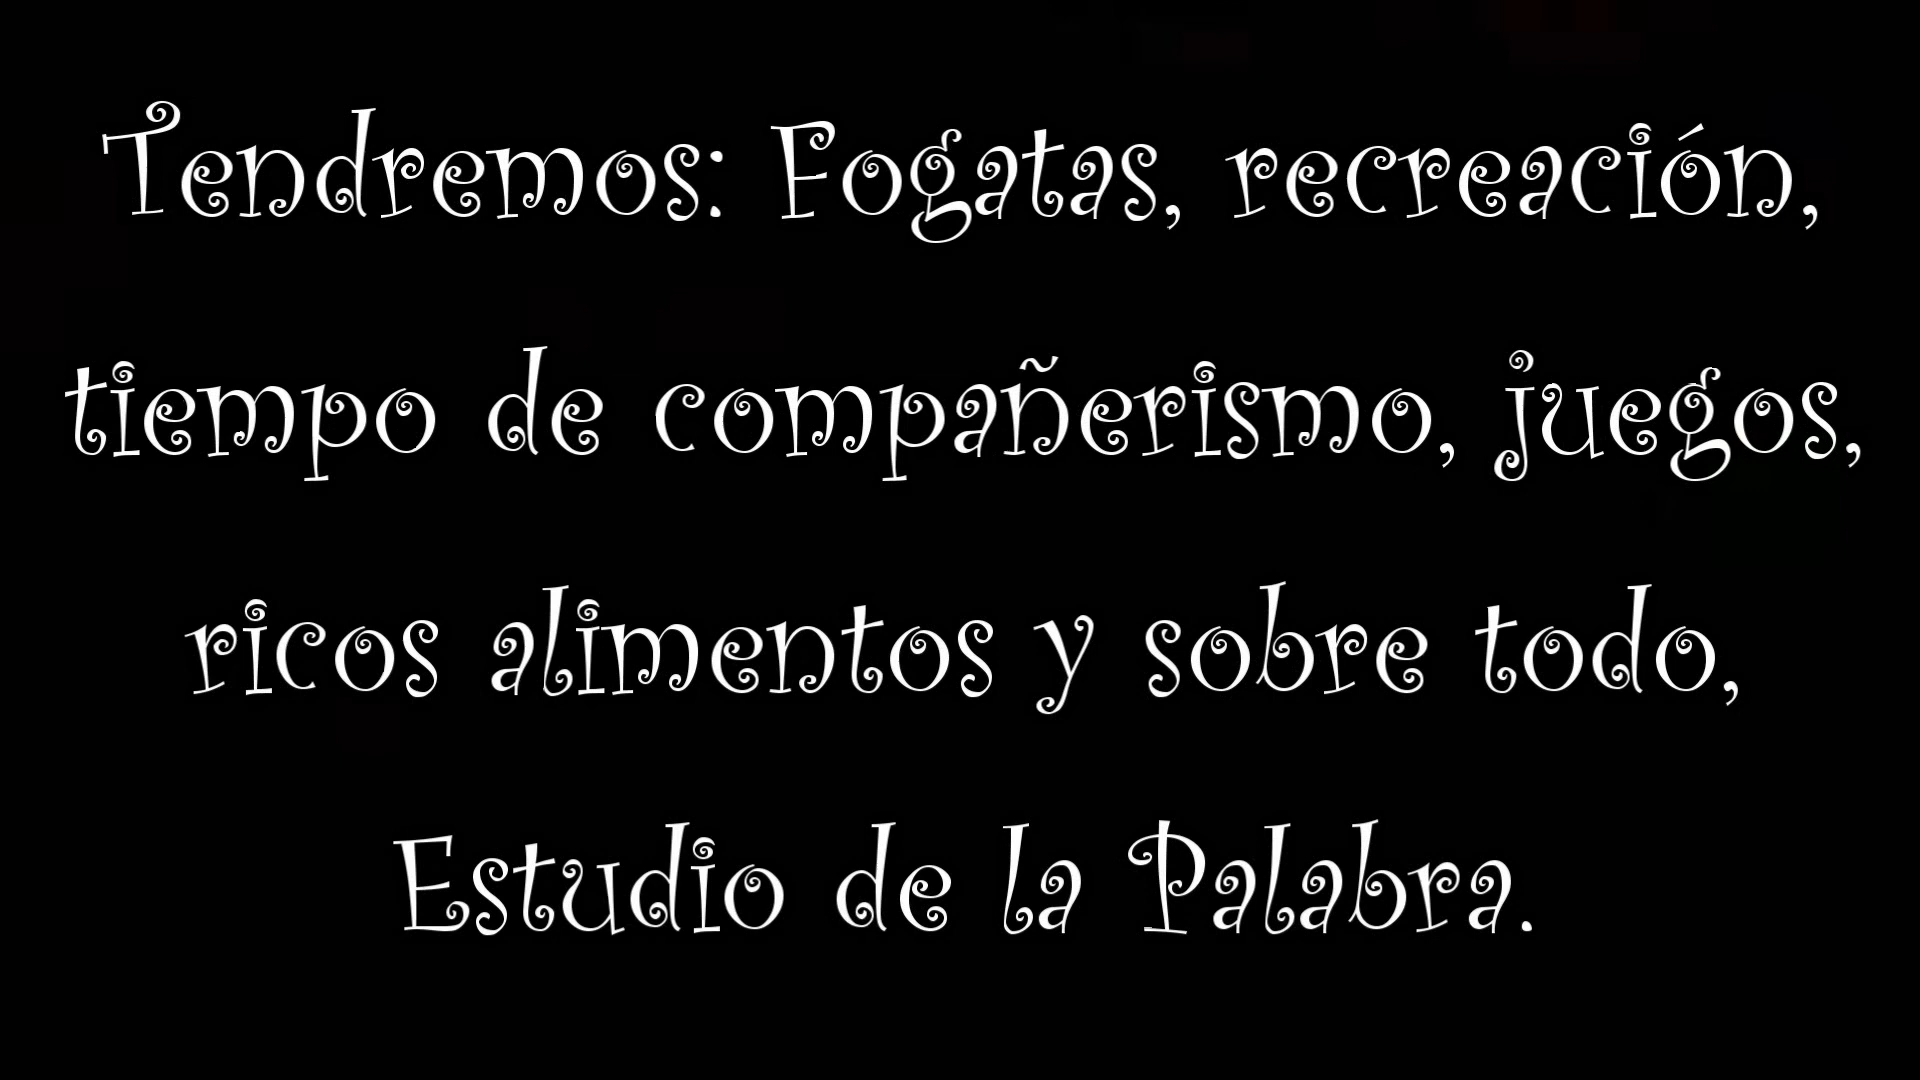 Tendremos: Fogatas, recreación,
tiempo de compañerismo, juegos,
ricos alimentos y sobre todo,
Estudio de la Palabra.